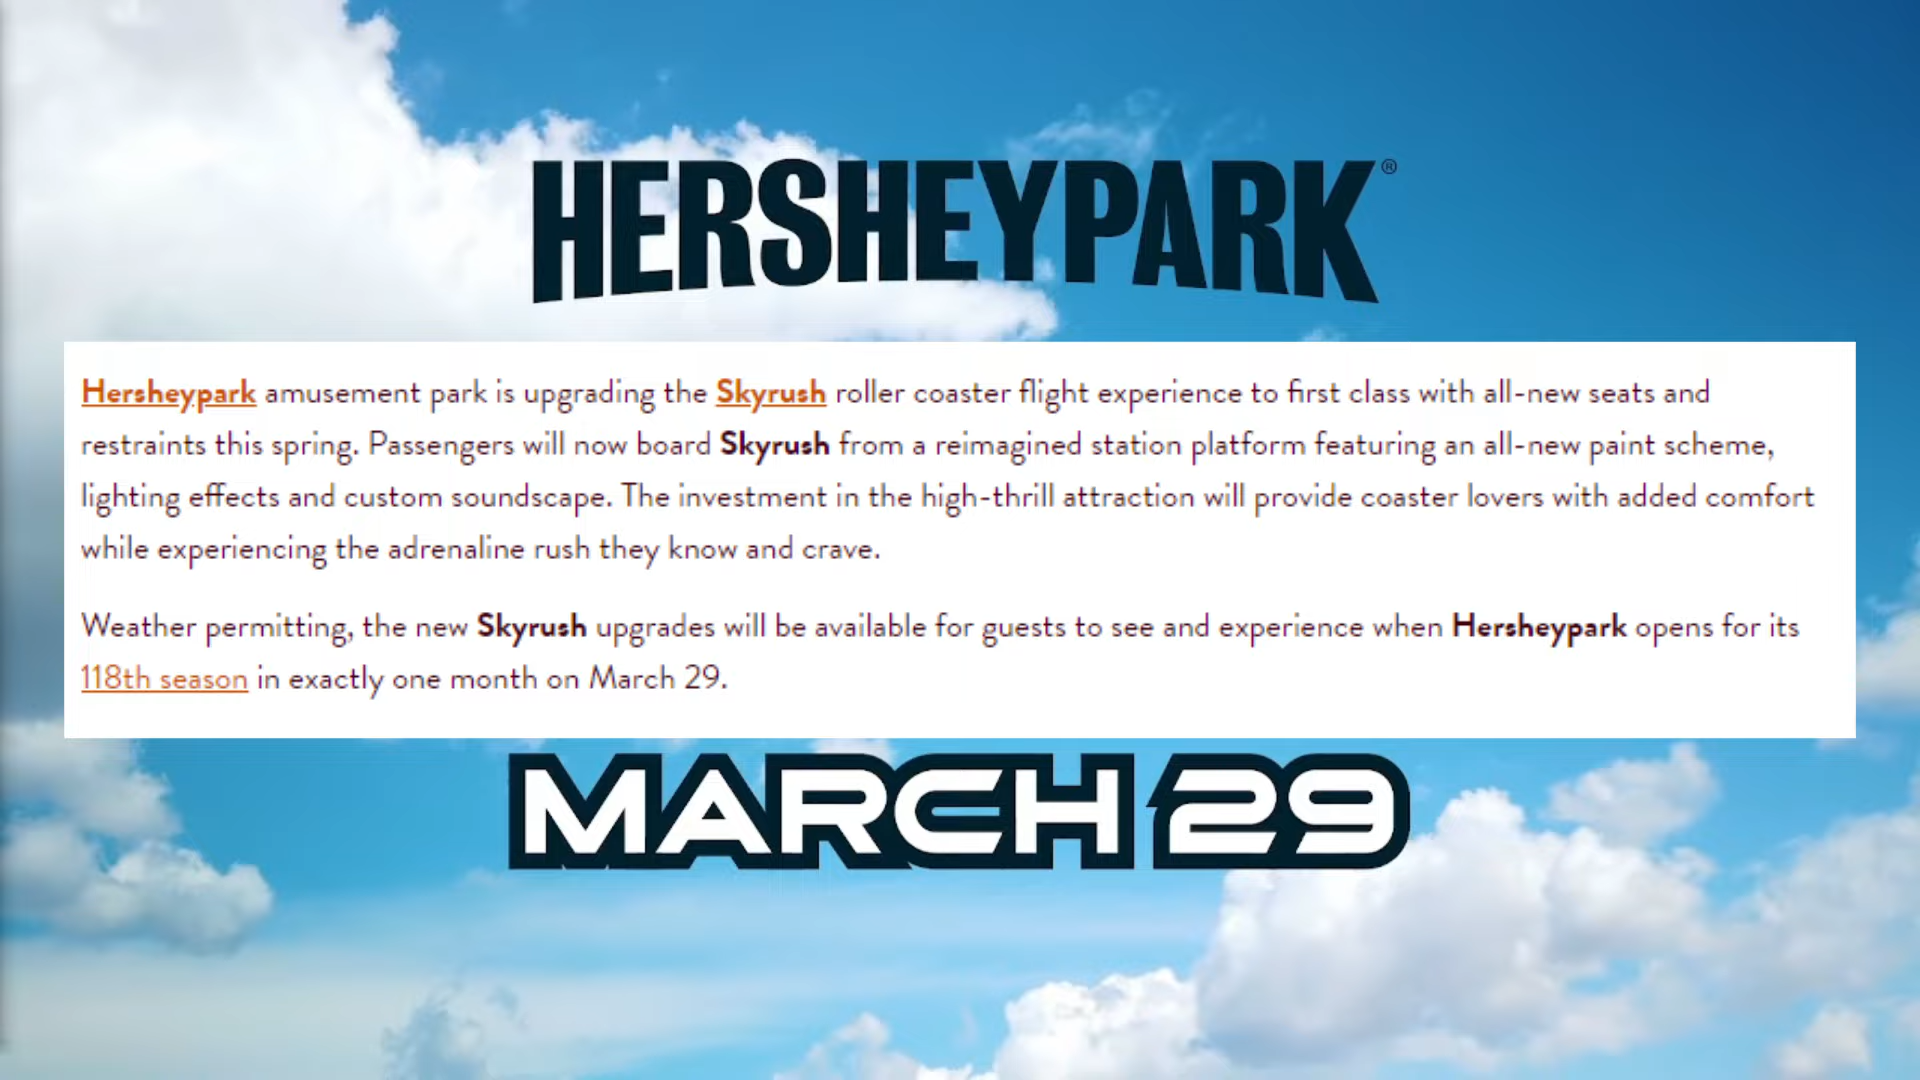 HERSHEYPARK®
Hersheypark amusement park is upgrading the Skyrush roller coaster flight experience to first class with all-new seats and
restraints this spring. Passengers will now board Skyrush from a reimagined station platform featuring an all-new paint scheme,
lighting effects and custom soundscape. The investment in the high-thrill attraction will provide coaster lovers with added comfort
while experiencing the adrenaline rush they know and crave.
Weather permitting, the new Skyrush upgrades will be available for guests to see and experience when Hersheypark opens for its
118th season in exactly one month on March 29.
MARCH 29